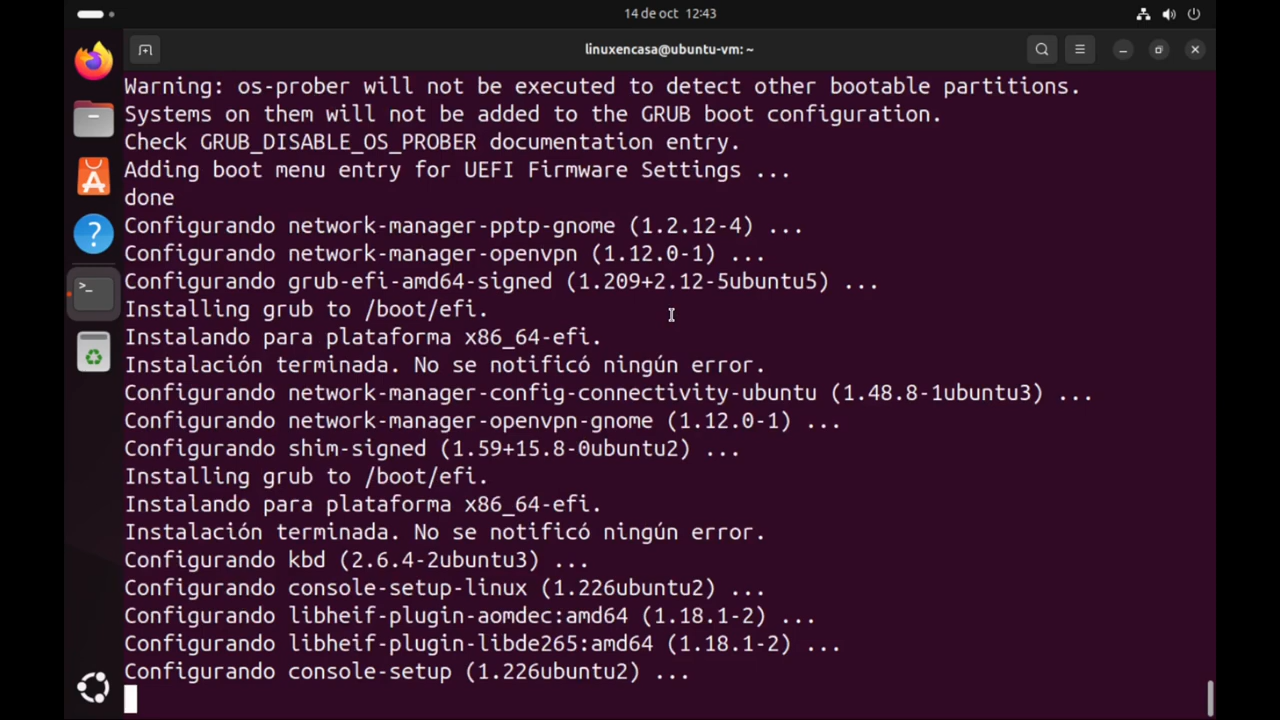 14 de oct 12:43
linuxencasa@ubuntu-vm: ~
Warning: os-prober will not be executed to detect other bootable partitions.
Systems on them will not be added to the GRUB boot configuration.
Check GRUB_DISABLE_OS_PROBER documentation entry.
Adding boot menu entry for UEFI Firmware Settings ...
done
Configurando network-manager-pptp-gnome (1.2.12-4) ...
Configurando network-manager-openvpn (1.12.0-1) ...
Configurando grub-efi-amd64-signed (1.209+2.12-5ubuntu5) ...
Installing grub to /boot/efi.
Instalando para plataforma x86_64-efi.
Instalación terminada. No se notificó ningún error.
Configurando network-manager-config-connectivity-ubuntu (1.48.8-1ubuntu3) ...
Configurando network-manager-openvpn-gnome (1.12.0-1) ...
Configurando shim-signed (1.59+15.8-0ubuntu2) ...
Installing grub to /boot/efi.
Instalando para plataforma x86_64-efi.
Instalación terminada. No se notificó ningún error.
Configurando kbd (2.6.4-2ubuntu3) ...
Configurando console-setup-linux (1.226ubuntu2) ...
Configurando libheif-plugin-aomdec:amd64 (1.18.1-2) ...
Configurando libheif-plugin-libde265:amd64 (1.18.1-2) ...
Configurando console-setup (1.226ubuntu2) ...